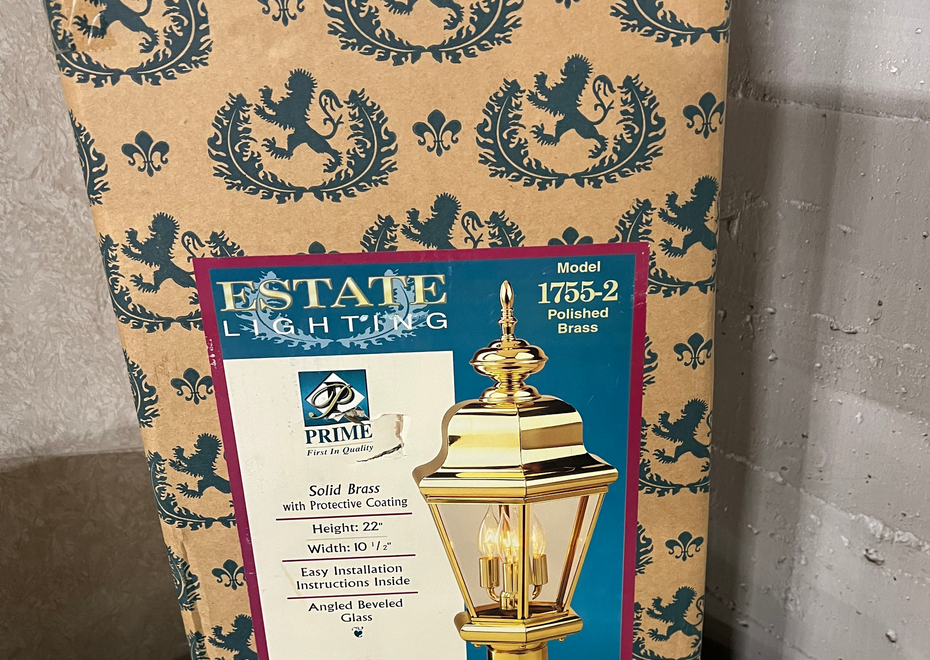 ESTATE
LIGHTING
Model
1755-2
Polished
Brass
PRIME
First In Quality
Solid Brass
with Protective Coating
Height: 22"
Width: 10 1/2"
Easy Installation
Instructions Inside
Angled Beveled
Glass